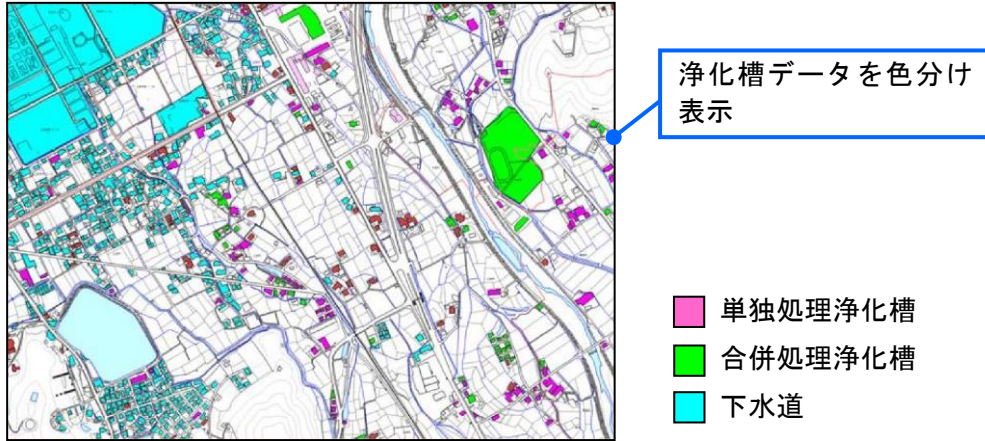 浄化槽データを色分け
表示
単独処理浄化槽
合併処理浄化槽
下水道